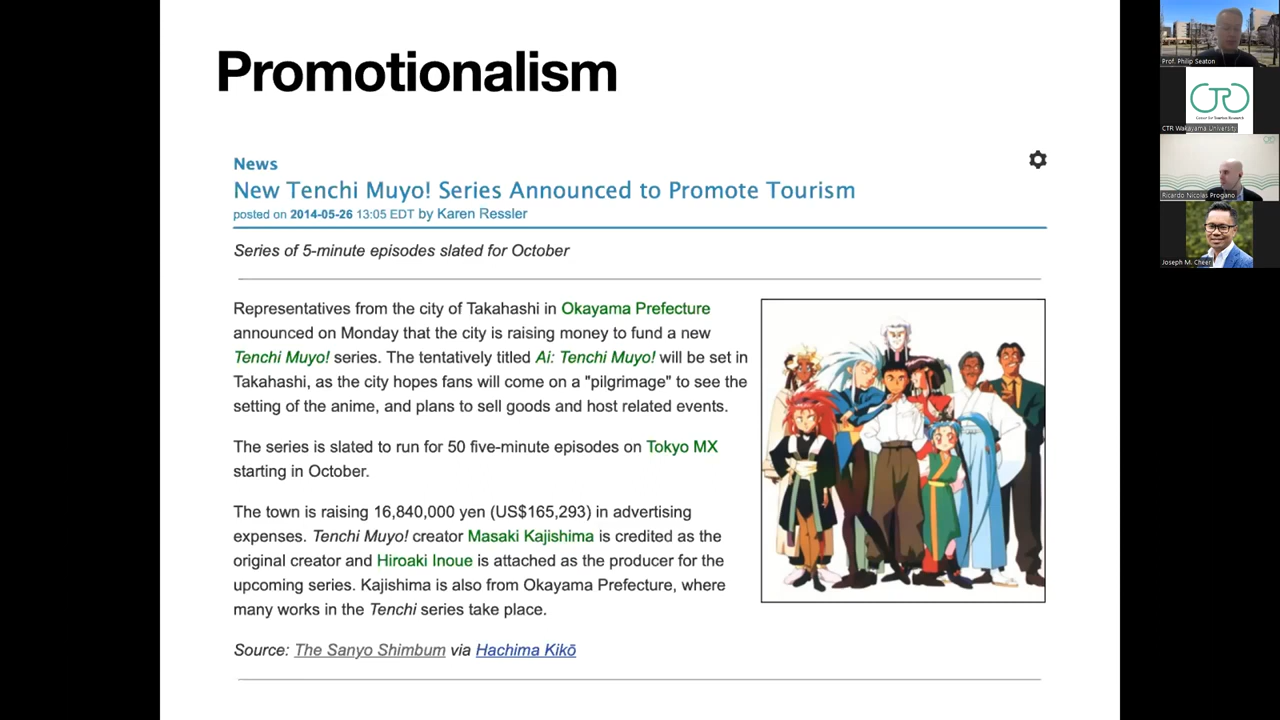 Promotionalism
News
New Tenchi Muyo! Series Announced to Promote Tourism
posted on 2014-05-26 13:05 EDT by Karen Ressler
Series of 5-minute episodes slated for October
Representatives from the city of Takahashi in Okayama Prefecture
announced on Monday that the city is raising money to fund a new
Tenchi Muyo! series. The tentatively titled Ai: Tenchi Muyo! will be set in
Takahashi, as the city hopes fans will come on a "pilgrimage" to see the
setting of the anime, and plans to sell goods and host related events.
The series is slated to run for 50 five-minute episodes on Tokyo MX
starting in October.
The town is raising 16,840,000 yen (US$165,293) in advertising
expenses. Tenchi Muyo! creator Masaki Kajishima is credited as the
original creator and Hiroaki Inoue is attached as the producer for the
upcoming series. Kajishima is also from Okayama Prefecture, where
many works in the Tenchi series take place.
Source: The Sanyo Shimbum via Hachima Kikō
Prof. Philip Seaton
CTR
Center for Tourism Research
CTR Wakayama University
Ricardo Nicolas Progano
Joseph M. Cheer